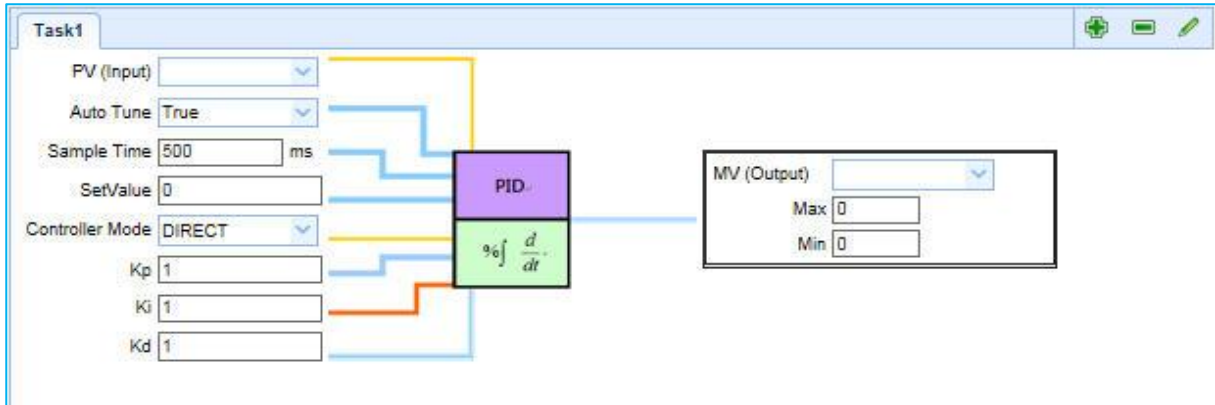 Task1
PV (Input)
Auto Tune True
Sample Time 500 ms
SetValue 0
Controller Mode DIRECT
Kp 1
Ki 1
Kd 1
PID
%∫ d/dt
MV (Output)
Max 0
Min 0